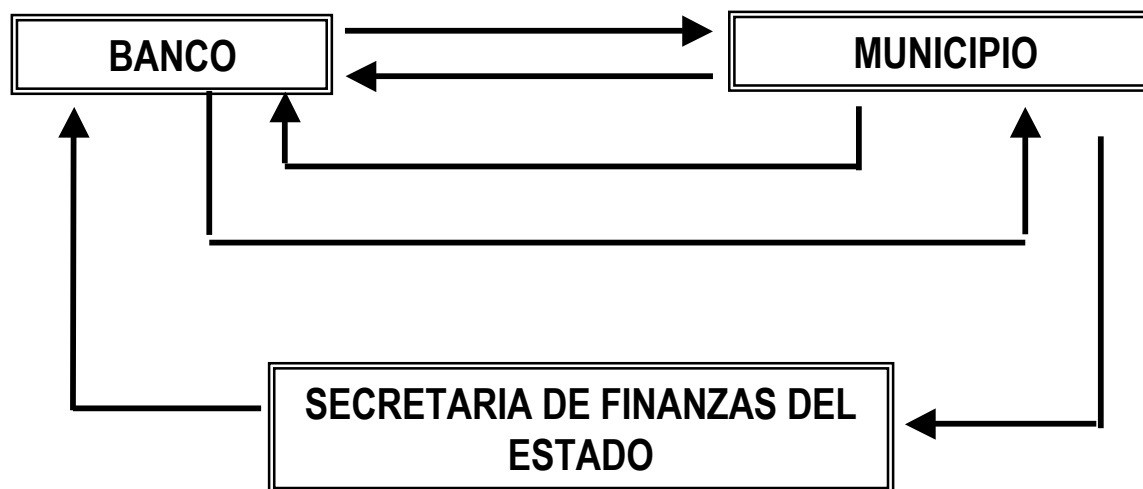 BANCO
MUNICIPIO
SECRETARIA DE FINANZAS DEL
ESTADO